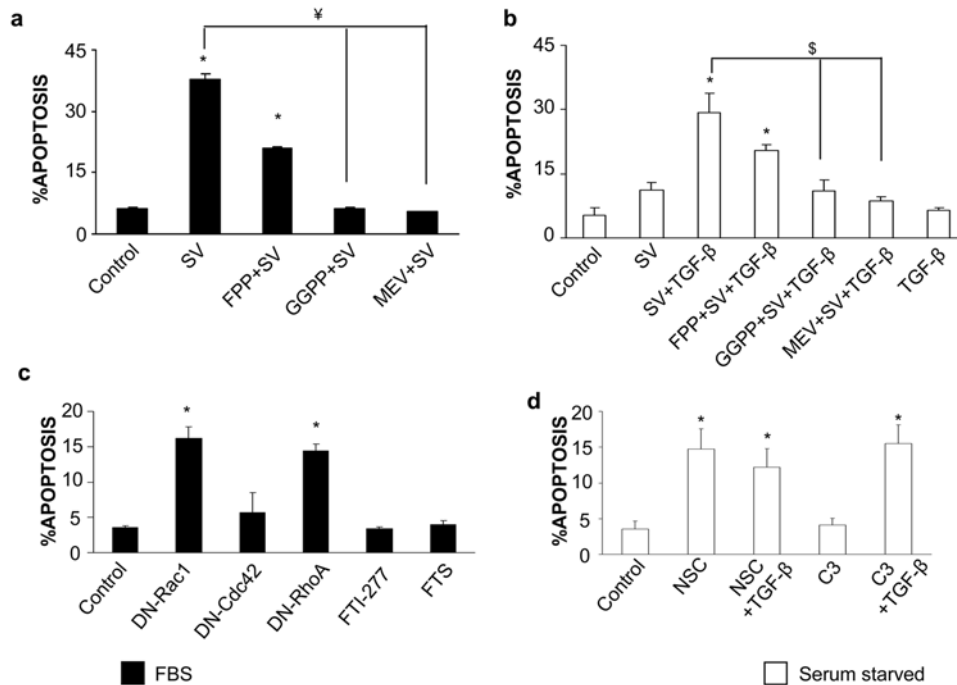 a
¥
%APOPTOSIS
45
30
15
0
*
*
Control
SV
FPP+SV
GGPP+SV
MEV+SV
b
$
%APOPTOSIS
45
30
15
0
*
*
Control
SV
SV+TGF-β
FPP+SV+TGF-β
GGPP+SV+TGF-β
MEV+SV+TGF-β
TGF-β
c
%APOPTOSIS
20
15
10
5
0
*
*
Control
DN-Rac1
DN-Cdc42
DN-RhoA
FTI-277
FTS
d
%APOPTOSIS
20
15
10
5
0
*
*
*
Control
NSC
NSC
+TGF-β
C3
C3
+TGF-β
FBS
Serum starved